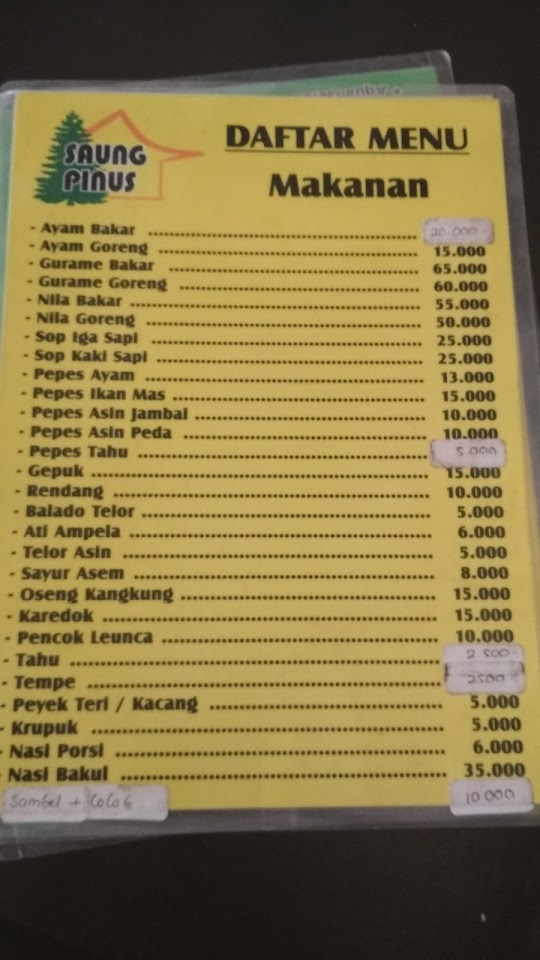 SAUNG
PINUS
DAFTAR MENU
Makanan
- Ayam Bakar 20.000
- Ayam Goreng 15.000
- Gurame Bakar 65.000
- Gurame Goreng 60.000
- Nila Bakar 55.000
- Nila Goreng 50.000
- Sop Iga Sapi 25.000
- Sop Kaki Sapi 25.000
- Pepes Ayam 13.000
- Pepes Ikan Mas 15.000
- Pepes Asin Jambal 10.000
- Pepes Asin Peda 10.000
- Pepes Tahu 5.000
- Gepuk 15.000
- Rendang 10.000
- Balado Telor 5.000
- Ati Ampela 6.000
- Telor Asin 5.000
- Sayur Asem 8.000
- Oseng Kangkung 15.000
- Karedok 15.000
- Pencok Leunca 10.000
- Tahu 2.500
- Tempe 2500
- Peyek Teri / Kacang 5.000
- Krupuk 5.000
- Nasi Porsi 6.000
- Nasi Bakul 35.000
Sambel + 10.000